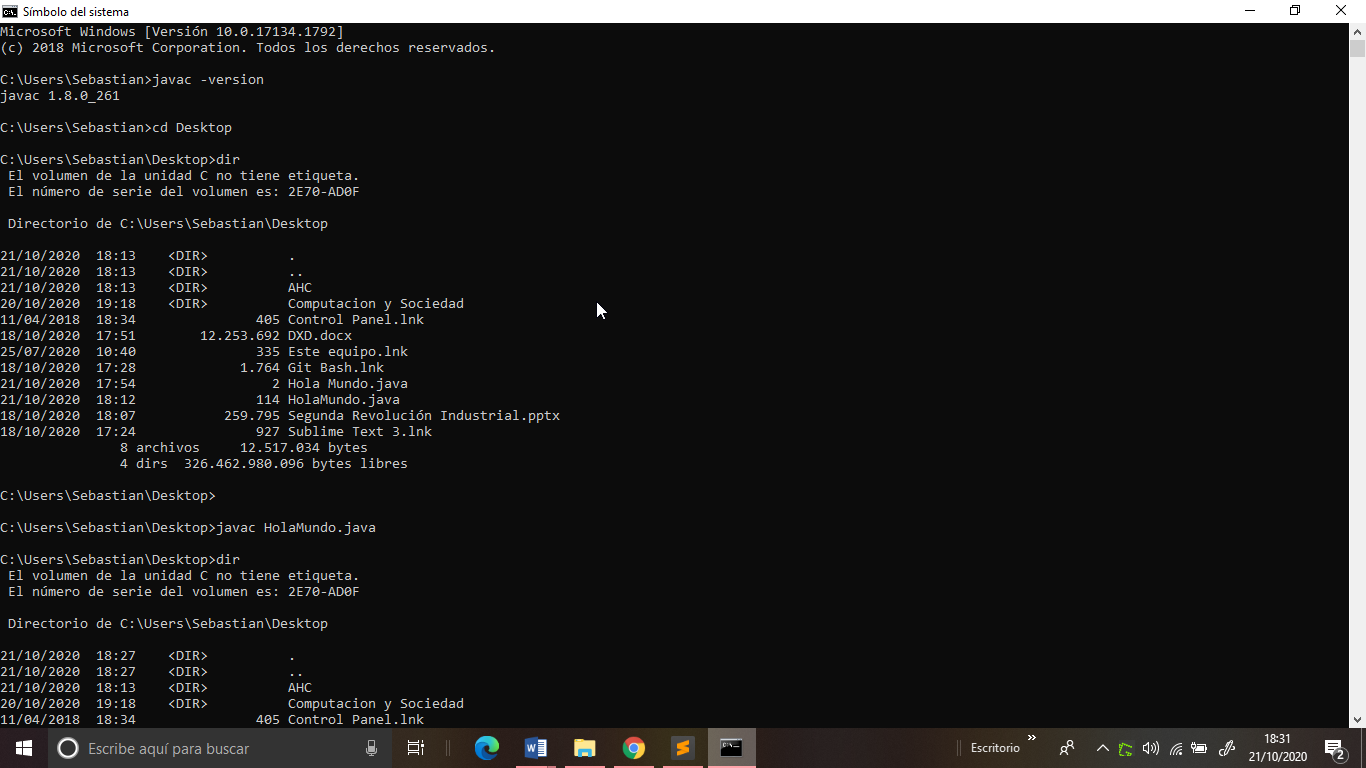 Símbolo del sistema
Microsoft Windows [Versión 10.0.17134.1792]
(c) 2018 Microsoft Corporation. Todos los derechos reservados.
C:\Users\Sebastian>javac -version
javac 1.8.0_261
C:\Users\Sebastian>cd Desktop
C:\Users\Sebastian\Desktop>dir
El volumen de la unidad C no tiene etiqueta.
El número de serie del volumen es: 2E70-AD0F
Directorio de C:\Users\Sebastian\Desktop
21/10/2020  18:13    <DIR>          .
21/10/2020  18:13    <DIR>          ..
21/10/2020  18:13    <DIR>          AHC
20/10/2020  19:18    <DIR>          Computacion y Sociedad
11/04/2018  18:34               405 Control Panel.lnk
18/10/2020  17:51        12.253.692 DXD.docx
25/07/2020  10:40               335 Este equipo.lnk
18/10/2020  17:28             1.764 Git Bash.lnk
21/10/2020  17:54                 2 Hola Mundo.java
21/10/2020  18:12               114 HolaMundo.java
18/10/2020  18:07           259.795 Segunda Revolución Industrial.pptx
18/10/2020  17:24               927 Sublime Text 3.lnk
8 archivos     12.517.034 bytes
4 dirs  326.462.980.096 bytes libres
C:\Users\Sebastian\Desktop>
C:\Users\Sebastian\Desktop>javac HolaMundo.java
C:\Users\Sebastian\Desktop>dir
El volumen de la unidad C no tiene etiqueta.
El número de serie del volumen es: 2E70-AD0F
Directorio de C:\Users\Sebastian\Desktop
21/10/2020  18:27    <DIR>          .
21/10/2020  18:27    <DIR>          ..
21/10/2020  18:13    <DIR>          AHC
20/10/2020  19:18    <DIR>          Computacion y Sociedad
11/04/2018  18:34               405 Control Panel.lnk
Escribe aquí para buscar
Escritorio
18:31
21/10/2020
2